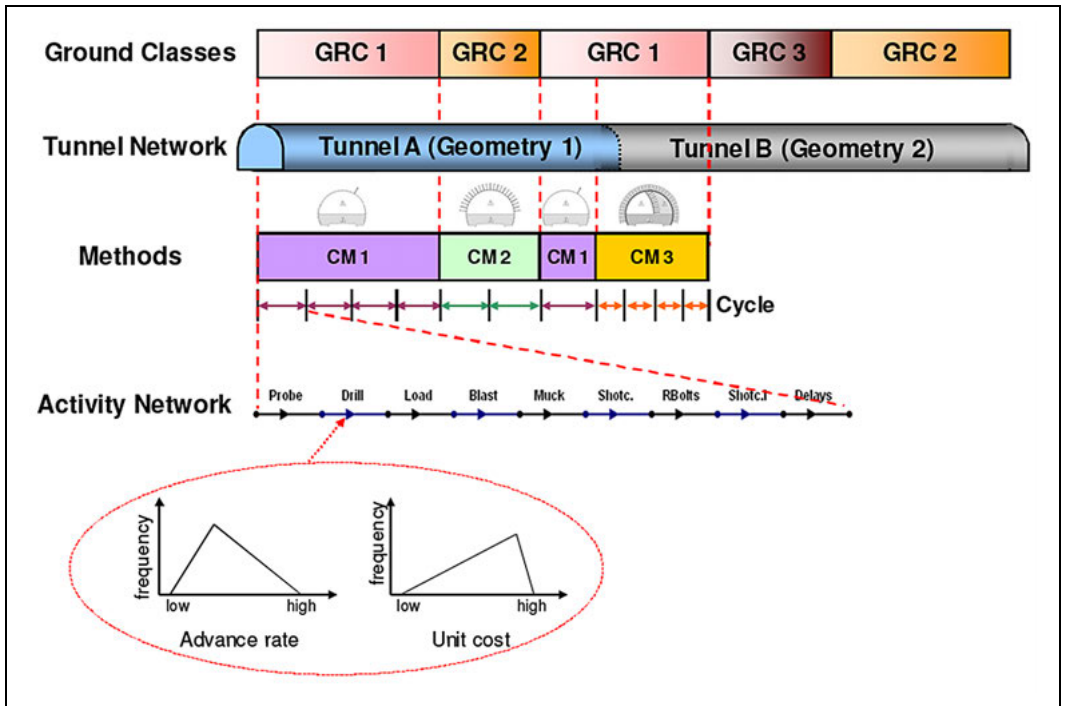 Ground Classes GRC 1 GRC 2 GRC 1 GRC 3 GRC 2
Tunnel Network Tunnel A (Geometry 1) Tunnel B (Geometry 2)
Methods CM 1 CM 2 CM 1 CM 3
Cycle
Activity Network Probe Drill Load Blast Muck Shotc. RBolts Shotc.r Delays
frequency frequency
low high low high
Advance rate Unit cost